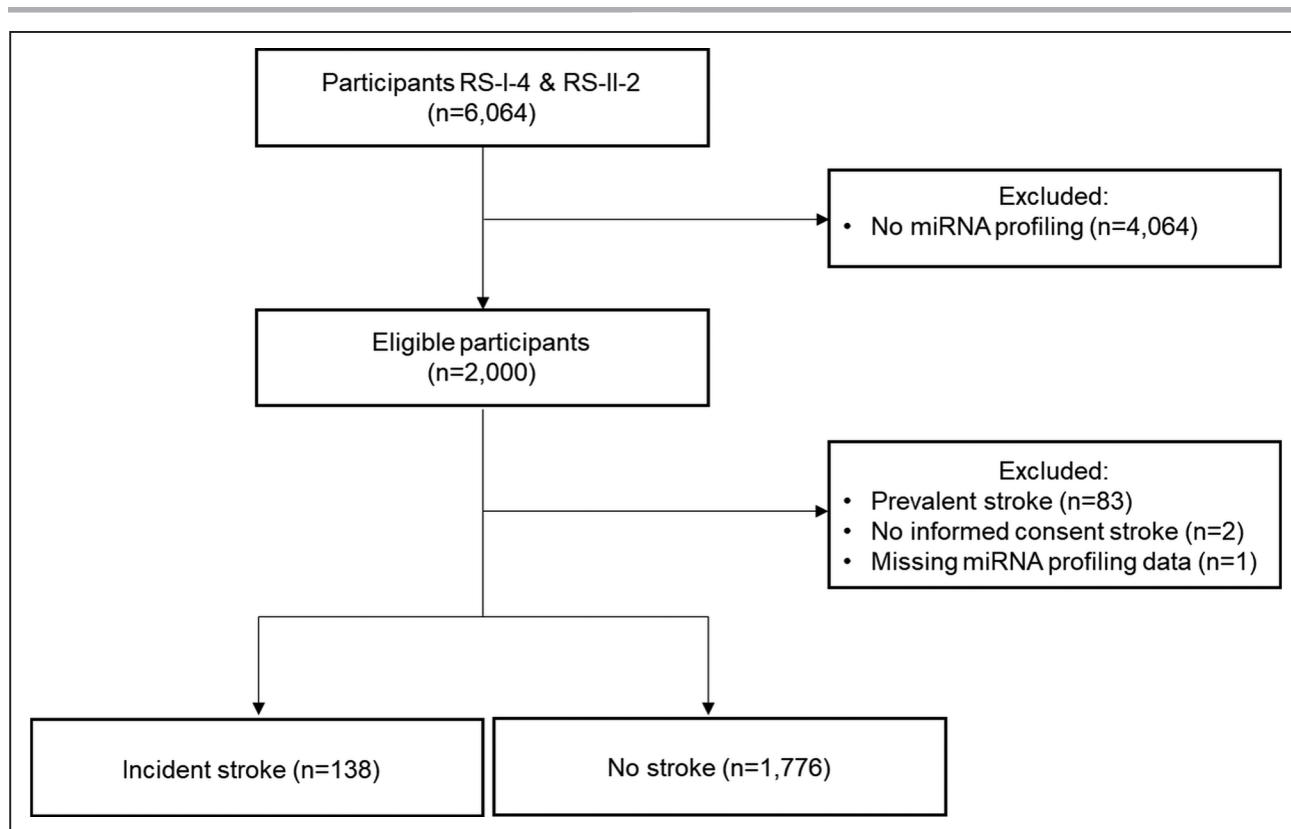 Participants RS-I-4 & RS-II-2
(n=6,064)
Excluded:
• No miRNA profiling (n=4,064)
Eligible participants
(n=2,000)
Excluded:
• Prevalent stroke (n=83)
• No informed consent stroke (n=2)
• Missing miRNA profiling data (n=1)
Incident stroke (n=138)
No stroke (n=1,776)